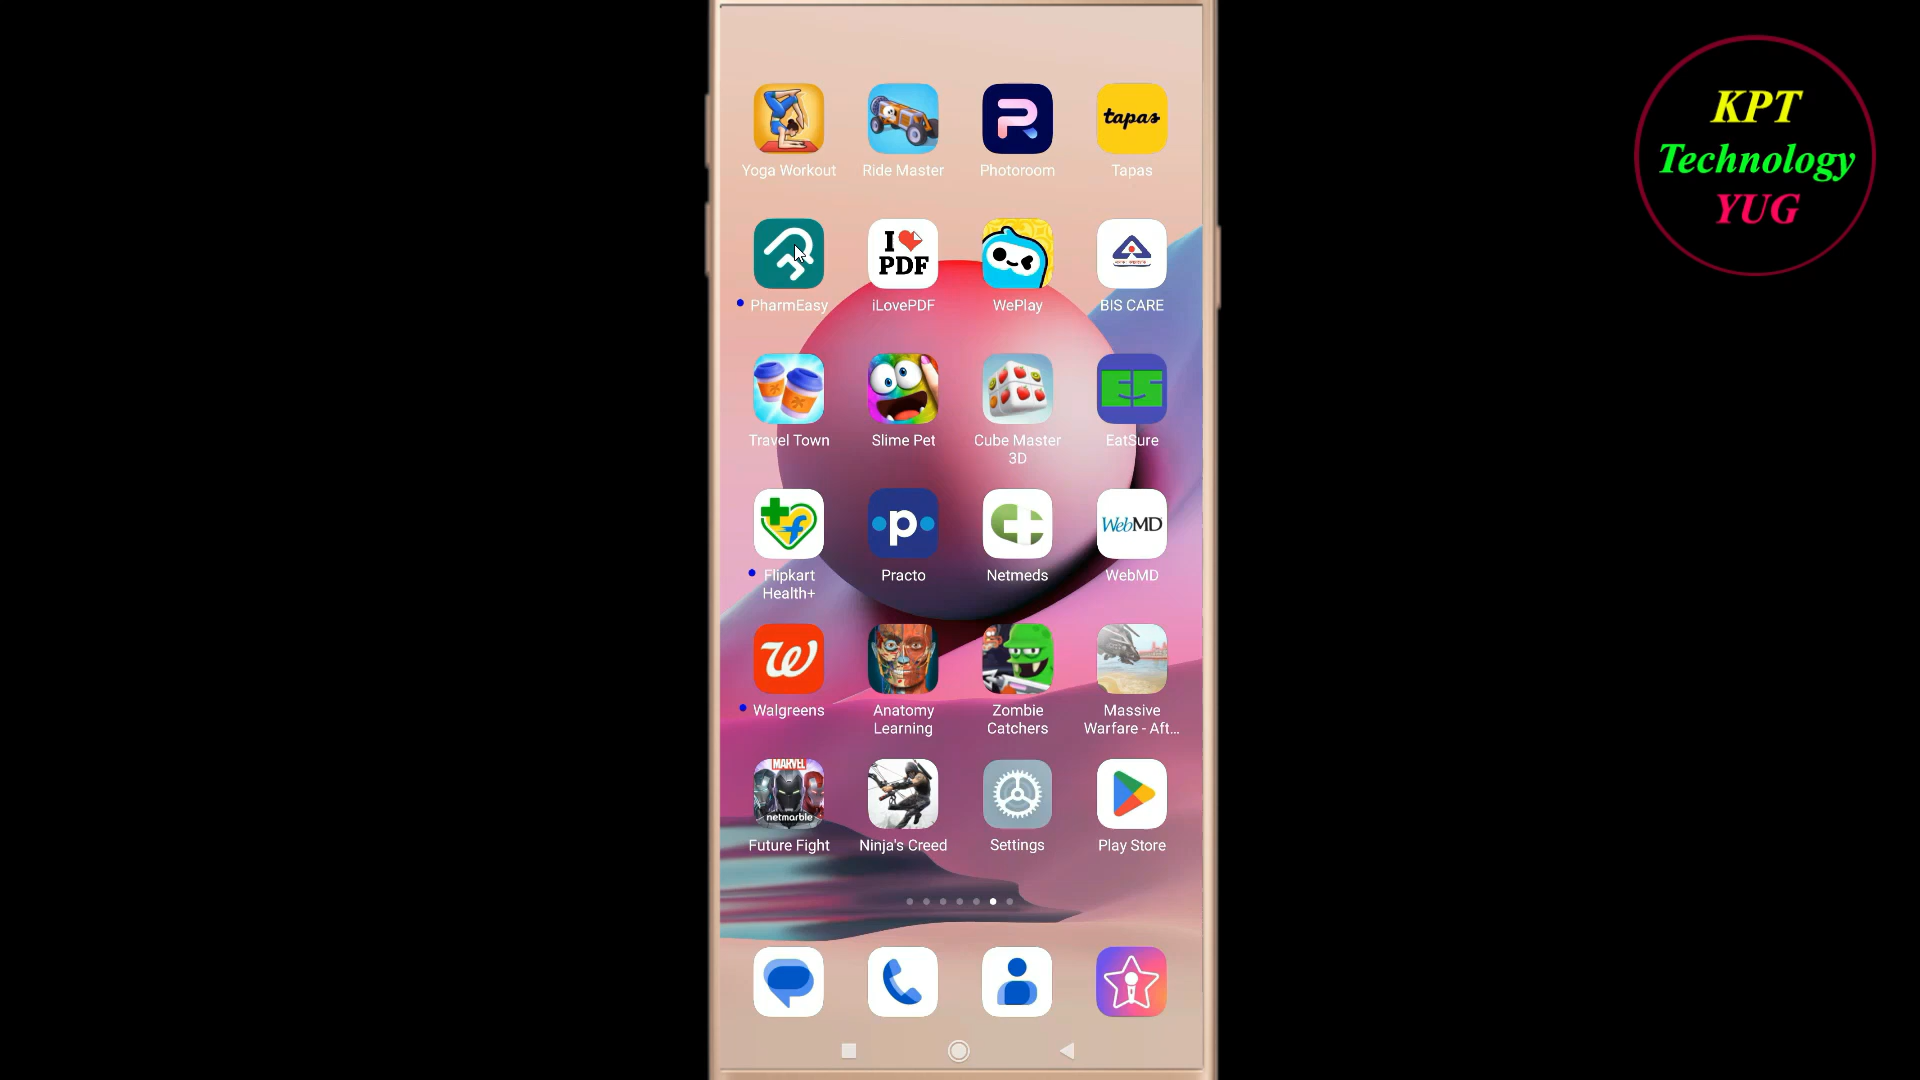 KPT
Technology
YUG
tapas
Yoga Workout
Ride Master
Photoroom
Tapas
I
PDF
PharmEasy
iLovePDF
WePlay
BIS CARE
Travel Town
Slime Pet
Cube Master
3D
EatSure
WebMD
Flipkart
Health+
Practo
Netmeds
WebMD
Walgreens
Anatomy
Learning
Zombie
Catchers
Massive
Warfare - Aft...
MARVEL
netmarble
Future Fight
Ninja's Creed
Settings
Play Store